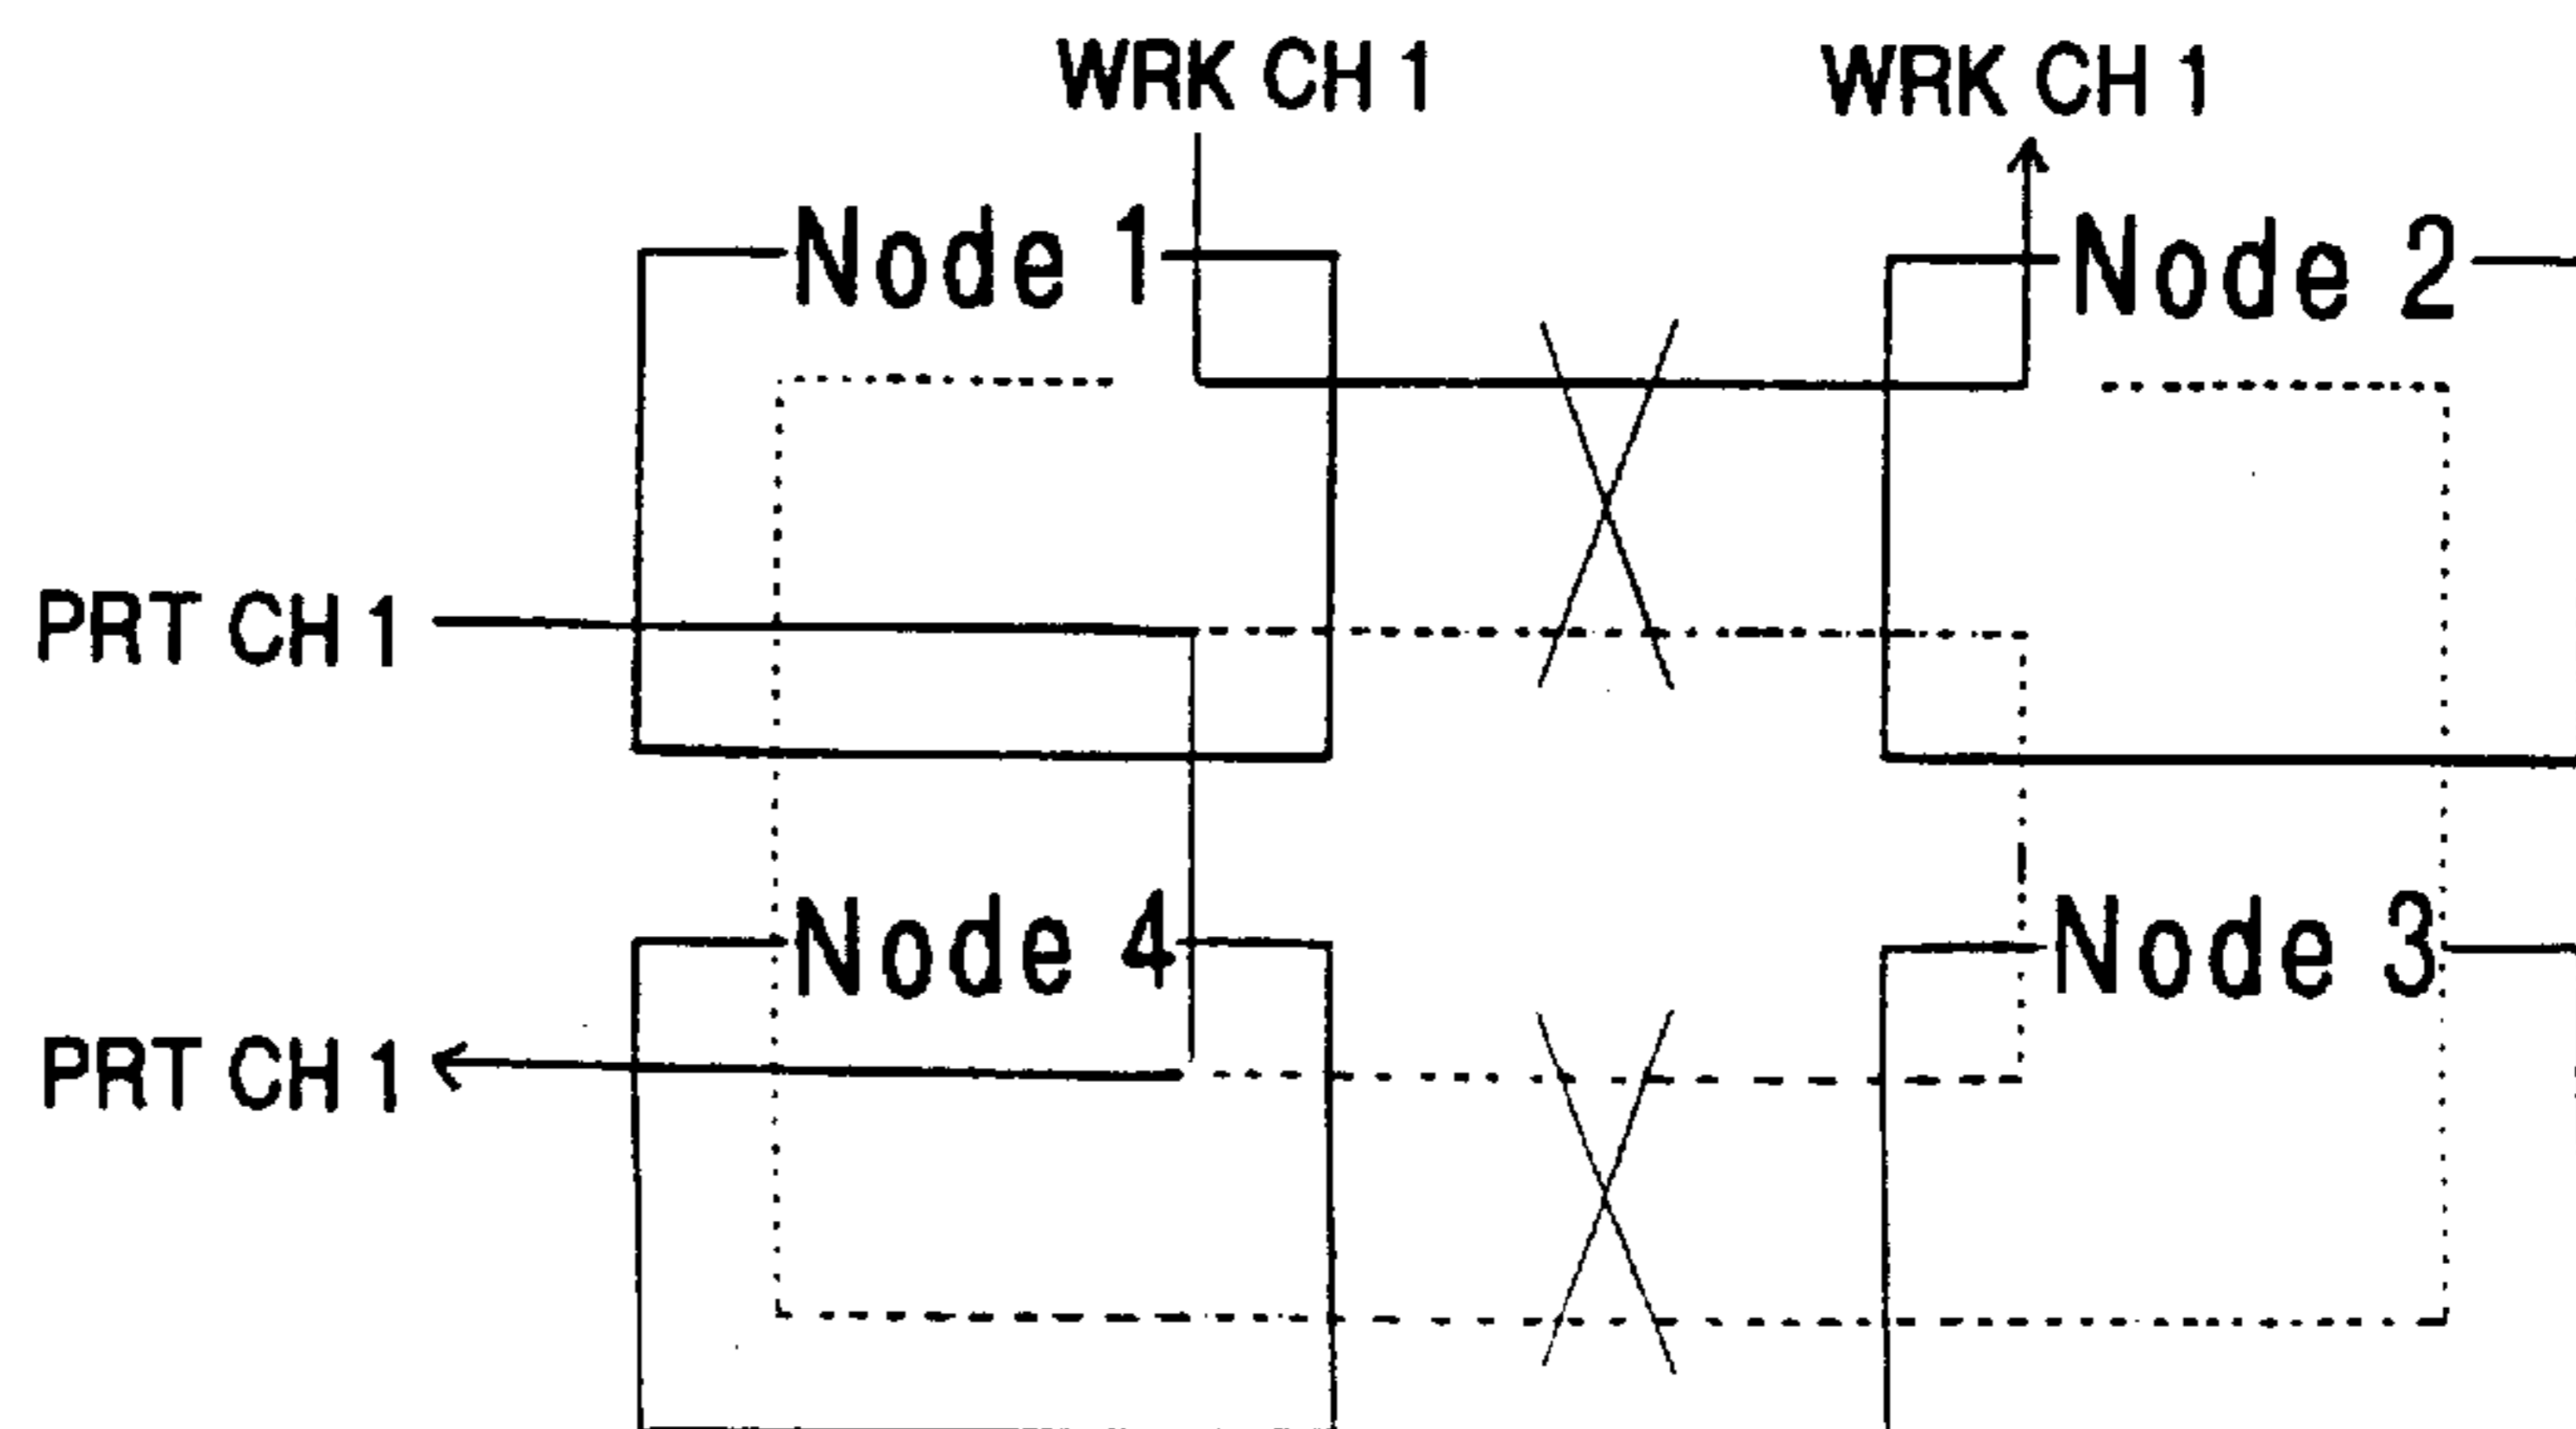 WRK CH 1
WRK CH 1
Node 1
Node 2
PRT CH 1
Node 4
Node 3
PRT CH 1